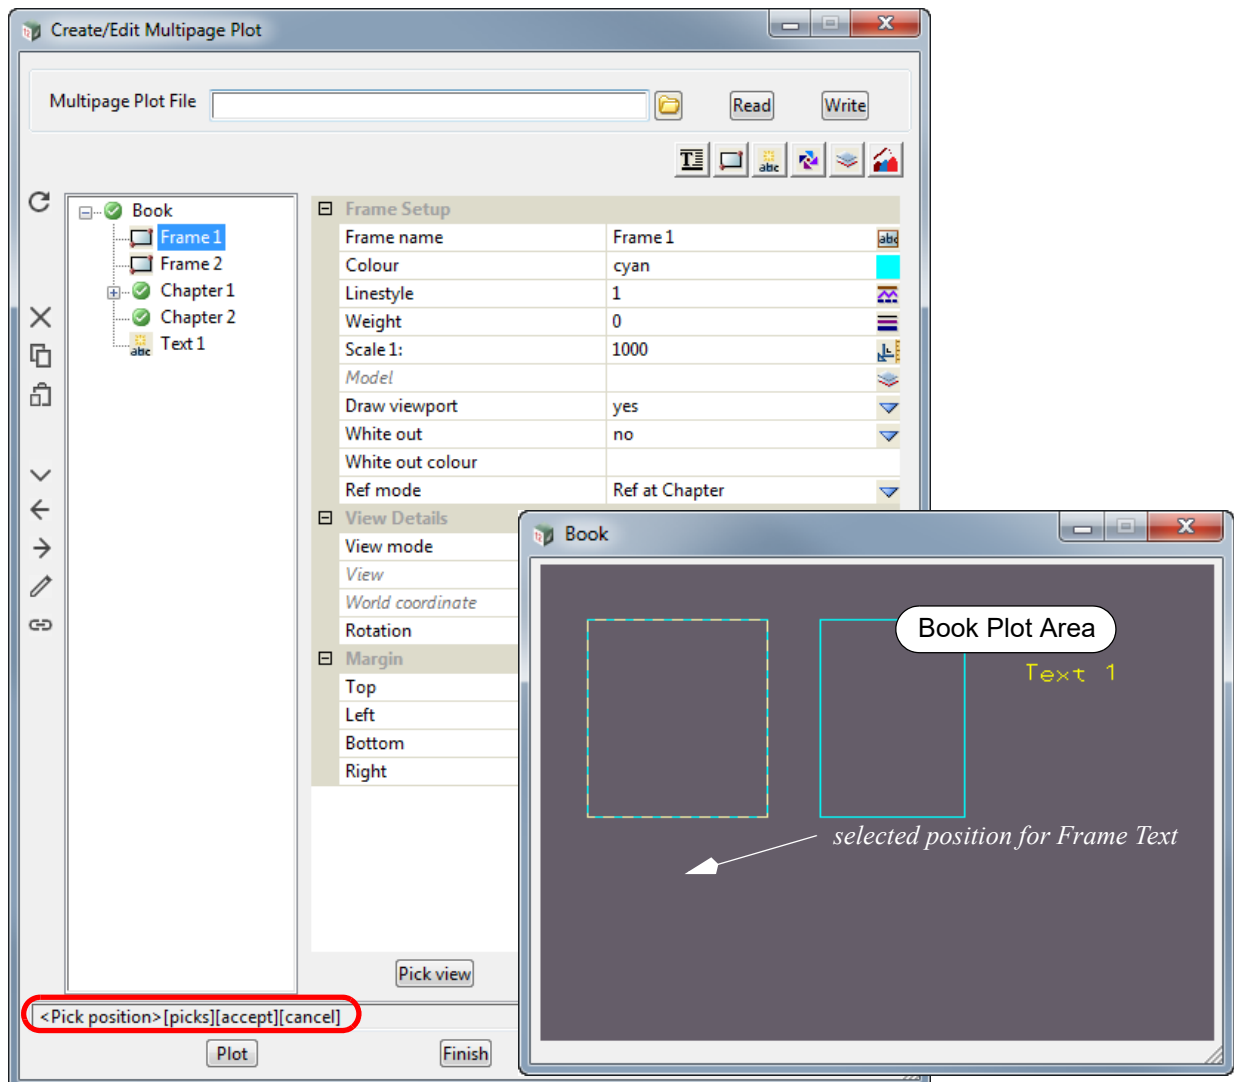 Create/Edit Multipage Plot
Multipage Plot File
Read
Write
abc
Book
Frame 1
Frame 2
Chapter 1
Chapter 2
abc Text 1
Frame Setup
Frame name Frame 1 abc
Colour cyan
Linestyle 1
Weight 0
Scale 1: 1000
Model
Draw viewport yes
White out no
White out colour
Ref mode Ref at Chapter
View Details
View mode
View
World coordinate
Rotation
Margin
Top
Left
Bottom
Right
Pick view
<Pick position>[picks][accept][cancel]
Plot
Finish
Book
Book Plot Area
Text 1
selected position for Frame Text